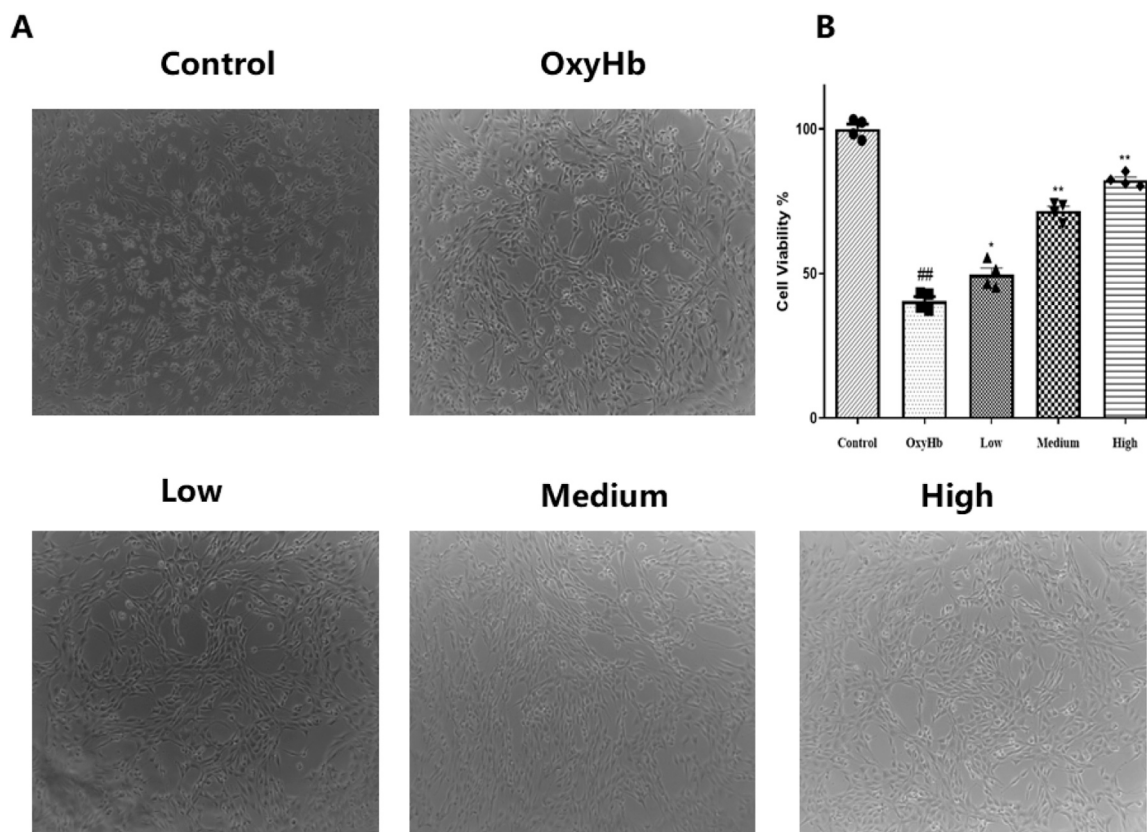 A
Control
OxyHb
B
Cell Viability %
100
50
0
##
*
**
**
Control
OxyHb
Low
Medium
High
Low
Medium
High